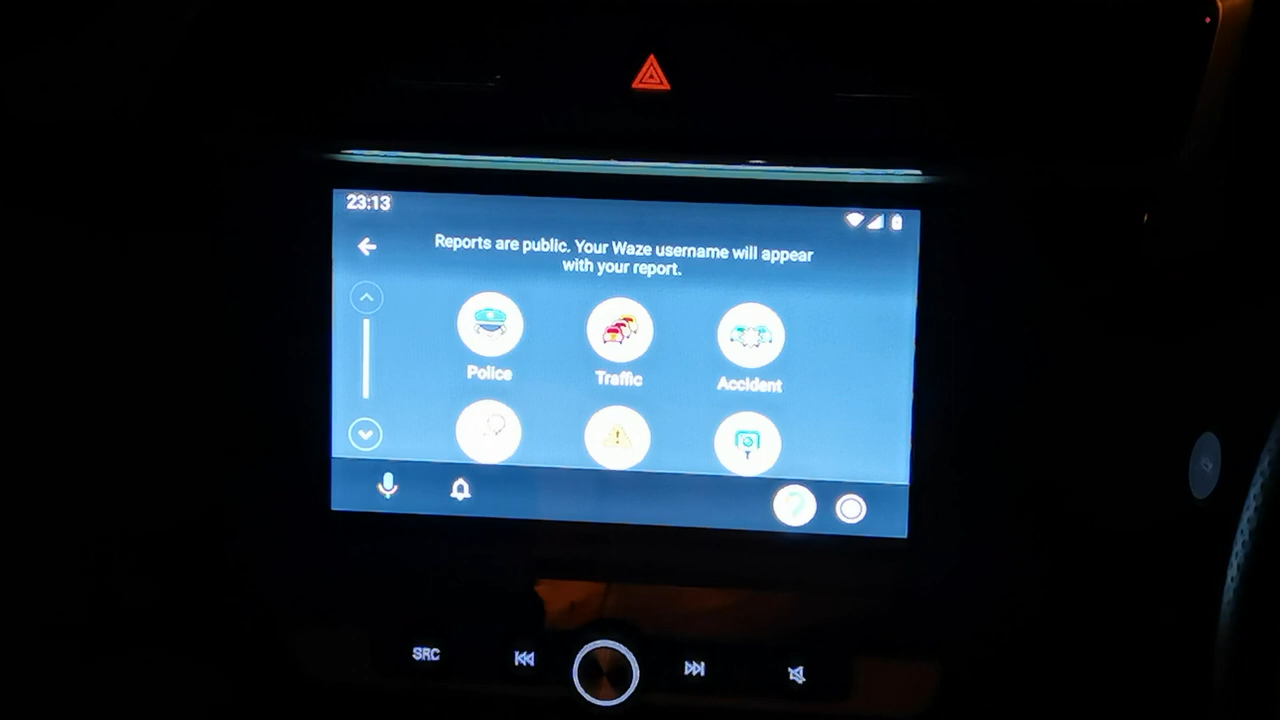 23:13
Reports are public. Your Waze username will appear
with your report.
Police
Traffic
Accident
SRC